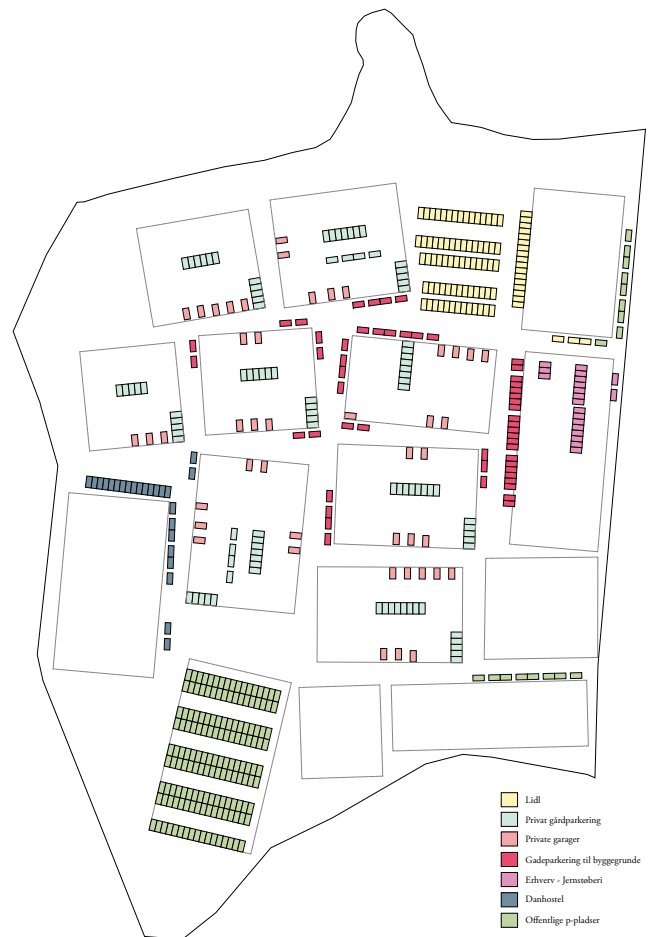 Lidl
Privat gårdparkering
Private garager
Gadeparkering til byggegrunde
Erhverv - Jernstøberi
Danhostel
Offentlige p-pladser